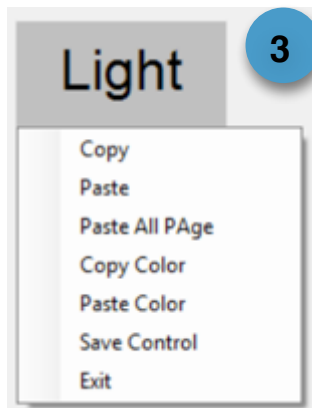 3
Light
Copy
Paste
Paste All PAge
Copy Color
Paste Color
Save Control
Exit